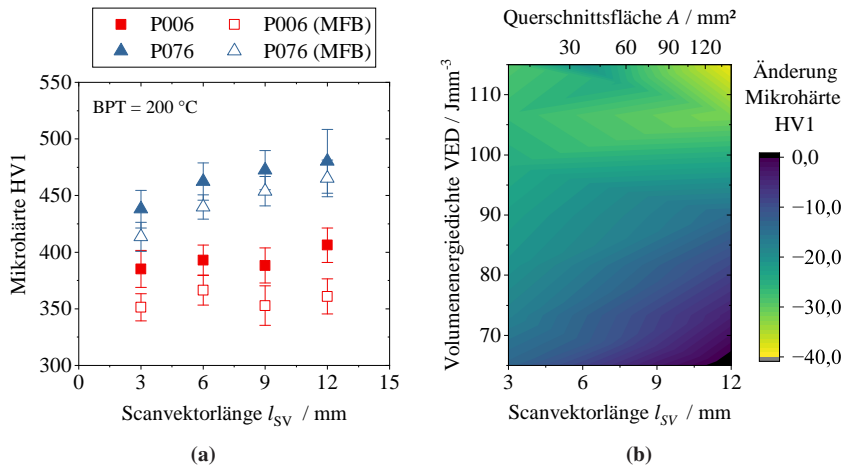 P006 P006 (MFB)
P076 P076 (MFB)
550
500
450
400
350
300
BPT = 200 °C
Mikrohärte HV1
0 3 6 9 12 15
Scanvektorlänge l_SV / mm
(a)
Querschnittsfläche A / mm²
30 60 90 120
110
100
90
80
70
Volumenenergiedichte VED / Jmm⁻³
3 6 9 12
Scanvektorlänge l_SV / mm
Änderung
Mikrohärte
HV1
0,0
−10,0
−20,0
−30,0
−40,0
(b)